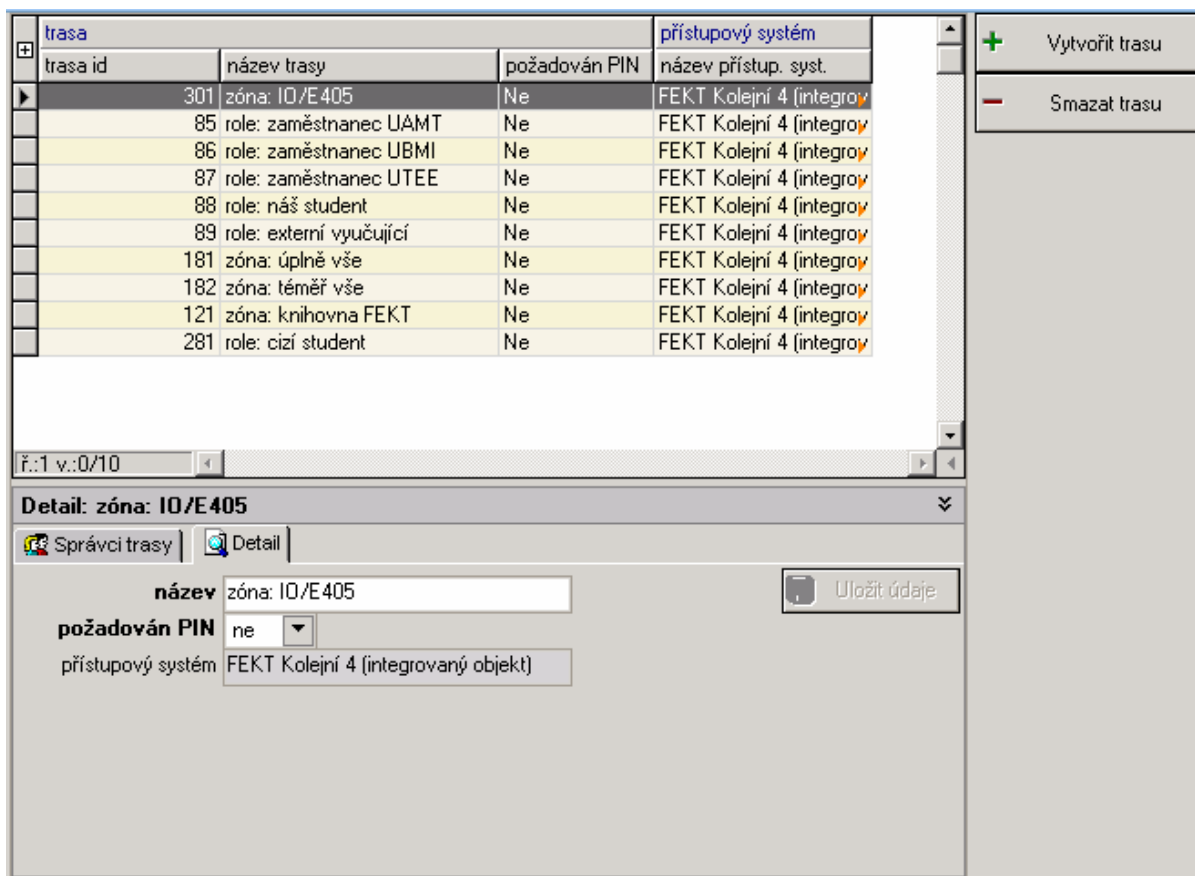 trasa přístupový systém
trasa id název trasy požadován PIN název přístup. syst.
301 zóna: IO/E405 Ne FEKT Kolejní 4 (integrov
85 role: zaměstnanec UAMT Ne FEKT Kolejní 4 (integrov
86 role: zaměstnanec UBMI Ne FEKT Kolejní 4 (integrov
87 role: zaměstnanec UTEE Ne FEKT Kolejní 4 (integrov
88 role: náš student Ne FEKT Kolejní 4 (integrov
89 role: externí vyučující Ne FEKT Kolejní 4 (integrov
181 zóna: úplně vše Ne FEKT Kolejní 4 (integrov
182 zóna: téměř vše Ne FEKT Kolejní 4 (integrov
121 zóna: knihovna FEKT Ne FEKT Kolejní 4 (integrov
281 role: cizí student Ne FEKT Kolejní 4 (integrov
ř.:1 v.:0/10
Vytvořit trasu
Smazat trasu
Detail: zóna: IO/E405
Správci trasy Detail
název zóna: IO/E405 Uložit údaje
požadován PIN ne
přístupový systém FEKT Kolejní 4 (integrovaný objekt)